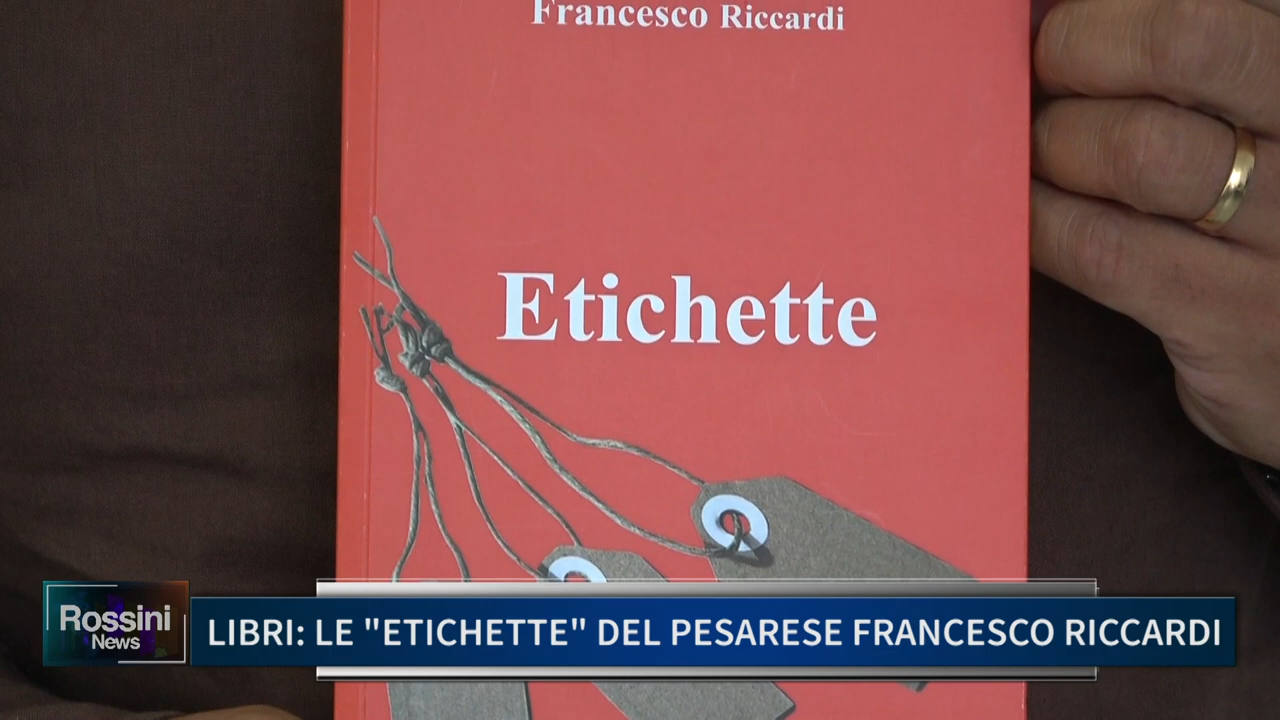 Francesco Riccardi
Etichette
Rossini
News
LIBRI: LE "ETICHETTE" DEL PESARESE FRANCESCO RICCARDI